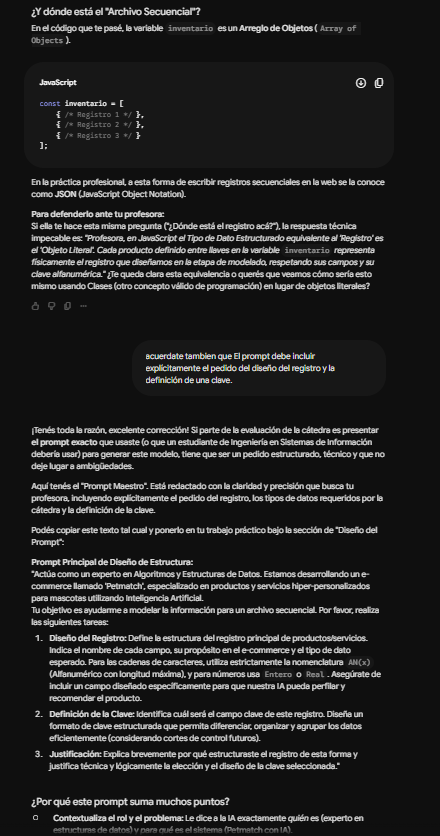 ¿Y dónde está el "Archivo Secuencial"?
En el código que te pasé, la variable inventario es un Arreglo de Objetos ( Array of
Objects ).
JavaScript
const inventario = [
{ /* Registro 1 */ },
{ /* Registro 2 */ },
{ /* Registro 3 */ }
];
En la práctica profesional, a esta forma de escribir registros secuenciales en la web se la conoce
como JSON (JavaScript Object Notation).
Para defenderlo ante tu profesora:
Si ella te hace esta misma pregunta ("¿Dónde está el registro acá?"), la respuesta técnica
impecable es: "Profesora, en JavaScript el Tipo de Dato Estructurado equivalente al 'Registro' es
el 'Objeto Literal'. Cada producto definido entre llaves en la variable inventario representa
físicamente el registro que diseñamos en la etapa de modelado, respetando sus campos y su
clave alfanumérica." ¿Te queda clara esta equivalencia o querés que veamos cómo sería esto
mismo usando Clases (otro concepto válido de programación) en lugar de objetos literales?
acuerdate tambien que El prompt debe incluir
explícitamente el pedido del diseño del registro y la
definición de una clave.
¡Tenés toda la razón, excelente corrección! Si parte de la evaluación de la cátedra es presentar
el prompt exacto que usaste (o que un estudiante de Ingeniería en Sistemas de Información
debería usar) para generar este modelo, tiene que ser un pedido estructurado, técnico y que no
deje lugar a ambigüedades.
Aquí tenés el "Prompt Maestro". Está redactado con la claridad y precisión que busca tu
profesora, incluyendo explícitamente el pedido del registro, los tipos de datos requeridos por la
cátedra y la definición de la clave.
Podés copiar este texto tal cual y ponerlo en tu trabajo práctico bajo la sección de "Diseño del
Prompt":
Prompt Principal de Diseño de Estructura:
"Actúa como un experto en Algoritmos y Estructuras de Datos. Estamos desarrollando un e-
commerce llamado 'Petmatch', especializado en productos y servicios hiper-personalizados
para mascotas utilizando Inteligencia Artificial.
Tu objetivo es ayudarme a modelar la información para un archivo secuencial. Por favor, realiza
las siguientes tareas:
1. Diseño del Registro: Define la estructura del registro principal de productos/servicios.
Indica el nombre de cada campo, su propósito en el e-commerce y el tipo de dato
esperado. Para las cadenas de caracteres, utiliza estrictamente la nomenclatura AN(x)
(Alfanumérico con longitud máxima), y para números usa Entero o Real . Asegúrate de
incluir un campo diseñado específicamente para que nuestra IA pueda perfilar y
recomendar el producto.
2. Definición de la Clave: Identifica cuál será el campo clave de este registro. Diseña un
formato de clave estructurada que permita diferenciar, organizar y agrupar los datos
eficientemente (considerando cortes de control futuros).
3. Justificación: Explica brevemente por qué estructuraste el registro de esta forma y
justifica técnica y lógicamente la elección y el diseño de la clave seleccionada."
¿Por qué este prompt suma muchos puntos?
Contextualiza el rol y el problema: Le dice a la IA exactamente quién es (experto en
estructuras de datos) y para qué es el sistema (Petmatch con IA).